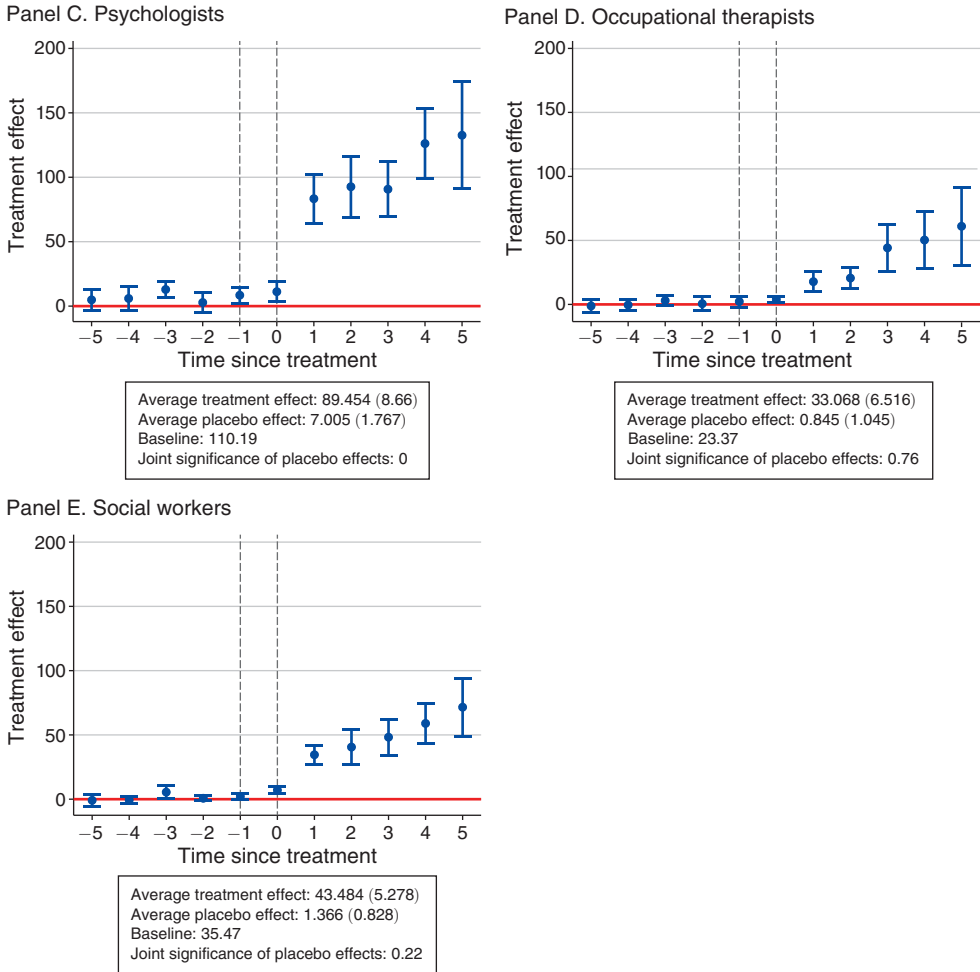 Panel C. Psychologists
200
150
100
50
0
Treatment effect
−5 −4 −3 −2 −1 0 1 2 3 4 5
Time since treatment
Average treatment effect: 89.454 (8.66)
Average placebo effect: 7.005 (1.767)
Baseline: 110.19
Joint significance of placebo effects: 0
Panel D. Occupational therapists
200
150
100
50
0
Treatment effect
−5 −4 −3 −2 −1 0 1 2 3 4 5
Time since treatment
Average treatment effect: 33.068 (6.516)
Average placebo effect: 0.845 (1.045)
Baseline: 23.37
Joint significance of placebo effects: 0.76
Panel E. Social workers
200
150
100
50
0
Treatment effect
−5 −4 −3 −2 −1 0 1 2 3 4 5
Time since treatment
Average treatment effect: 43.484 (5.278)
Average placebo effect: 1.366 (0.828)
Baseline: 35.47
Joint significance of placebo effects: 0.22